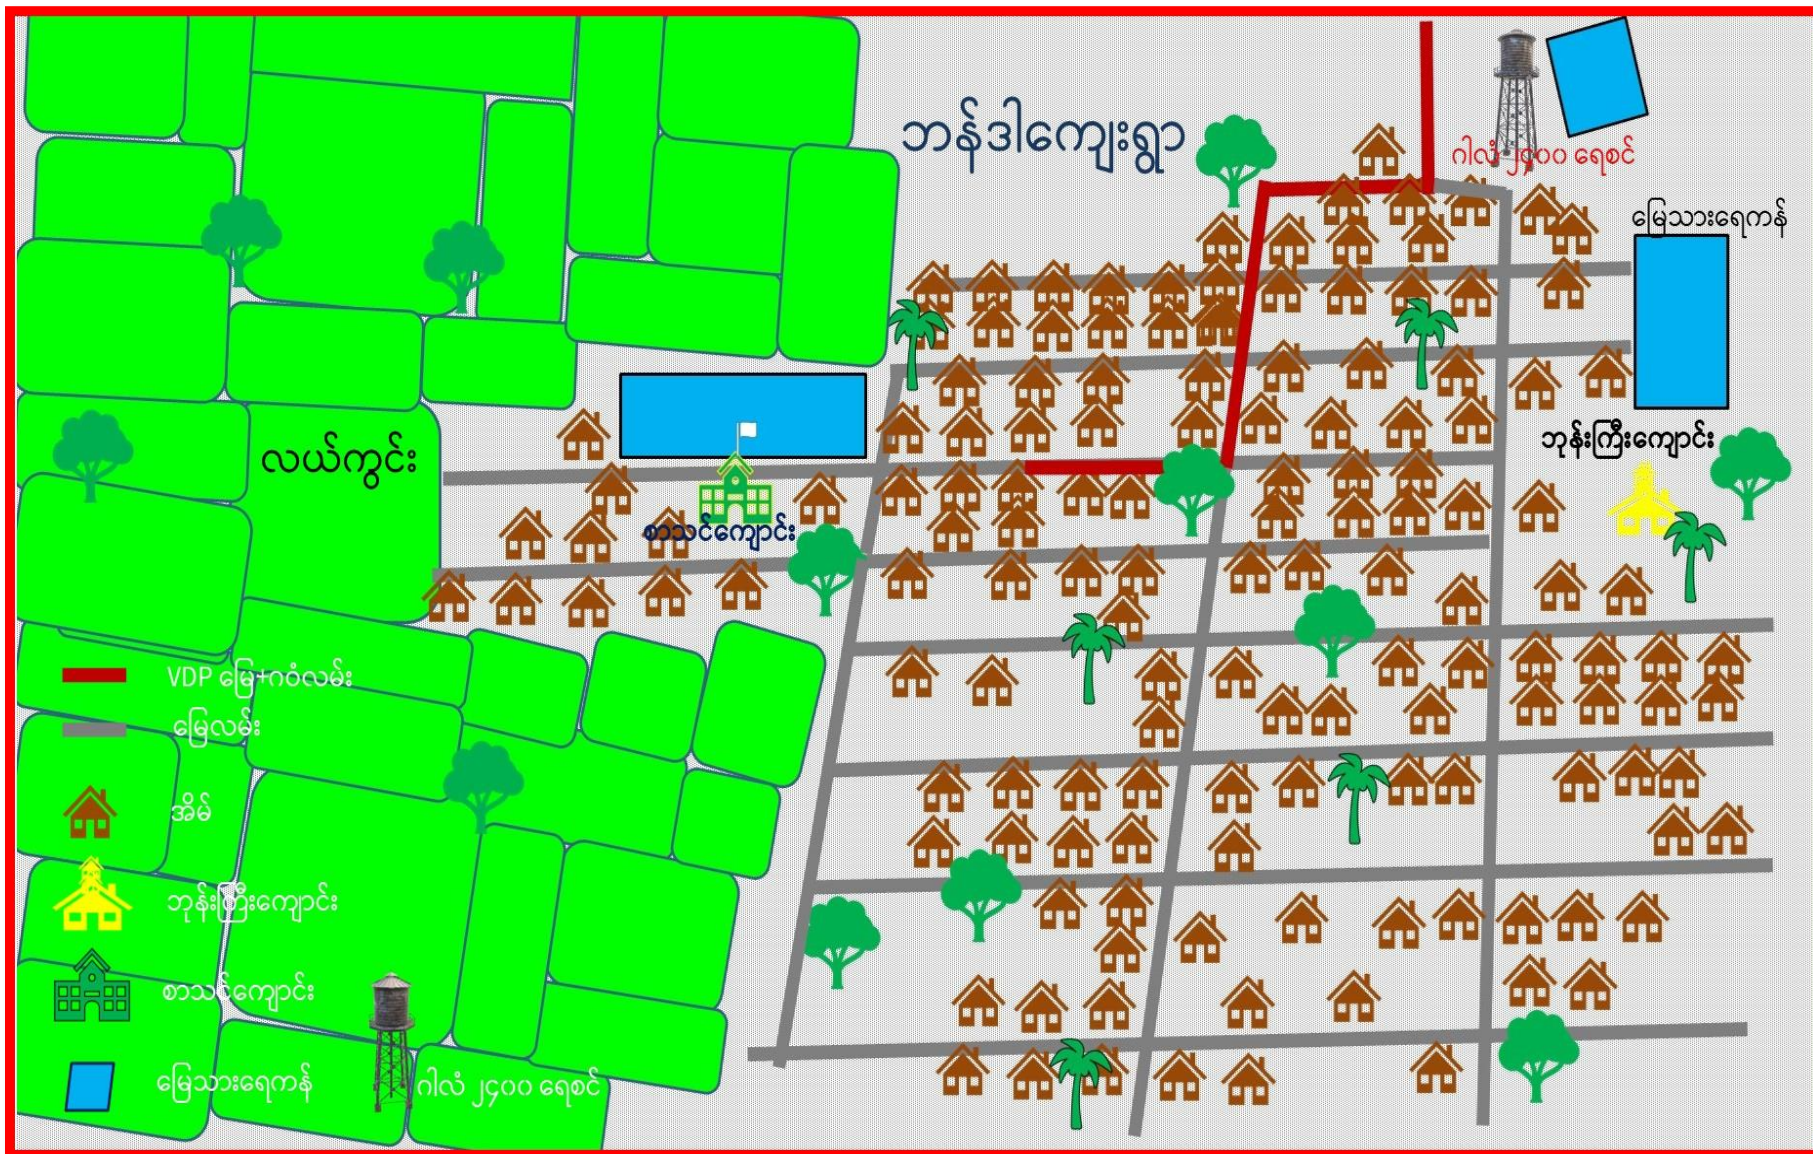 ဘန်ဒါကျေးရွာ
ဂါလံ ၂၄၀၀ ရေစင်
မြေသားရေကန်
ဘုန်းကြီးကျောင်း
လယ်ကွင်း
စာသင်ကျောင်း
VDP မြေ+ဂဝံလမ်း
မြေလမ်း
အိမ်
ဘုန်းကြီးကျောင်း
စာသင်ကျောင်း
မြေသားရေကန်
ဂါလံ ၂၄၀၀ ရေစင်